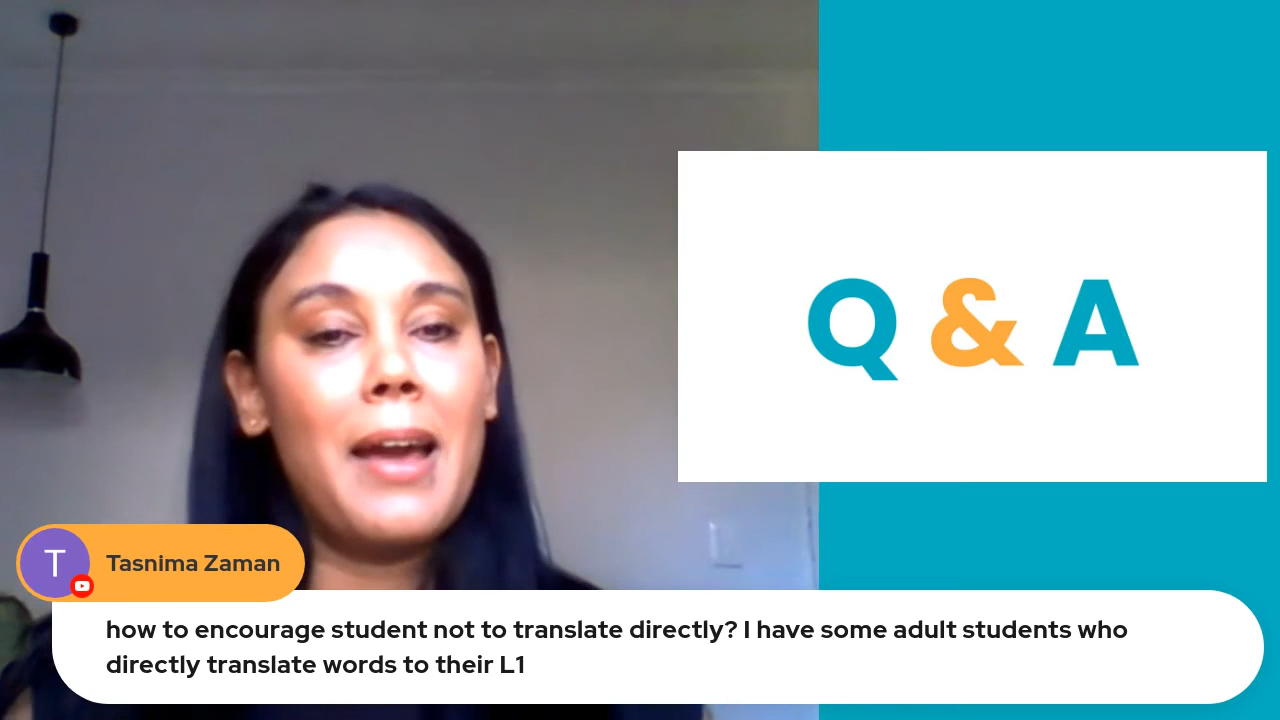 Q & A
T
Tasnima Zaman
how to encourage student not to translate directly? I have some adult students who
directly translate words to their L1